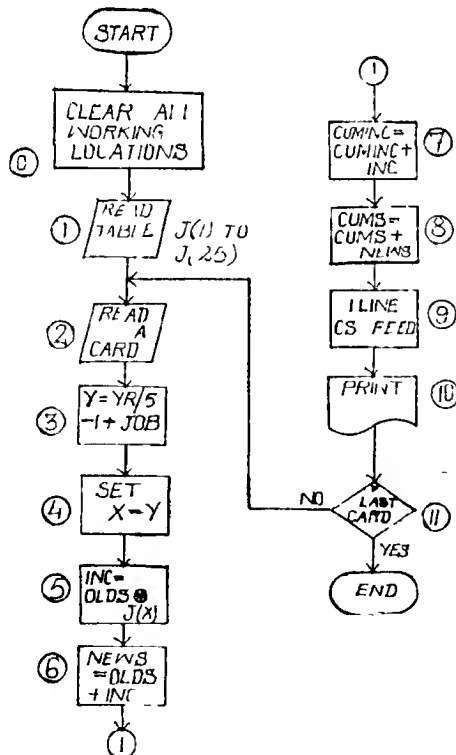 START
0
CLEAR ALL
WORKING
LOCATIONS
1
READ
TABLE
J(1) TO
J(25)
2
READ
A
CARD
3
Y=YR/5
-1+JOB
4
SET
X=Y
5
INC=
OLDS ⊛
J(X)
6
NEWS
=OLDS
+INC
1
1
CUMINC=
CUMINC+
INC
7
CUMS=
CUMS+
NEWS
8
1 LINE
CS FEED
9
PRINT
10
LAST
CARD
11
NO
YES
END